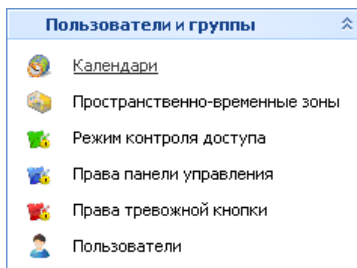 Пользователи и группы
Календари
Пространственно-временные зоны
Режим контроля доступа
Права панели управления
Права тревожной кнопки
Пользователи